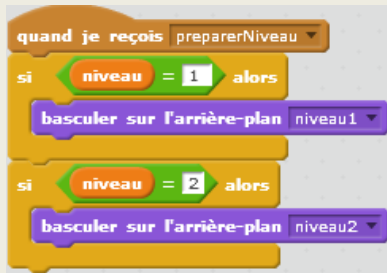 quand je reçois preparerNiveau
si niveau = 1 alors
basculer sur l'arrière-plan niveau1
si niveau = 2 alors
basculer sur l'arrière-plan niveau2